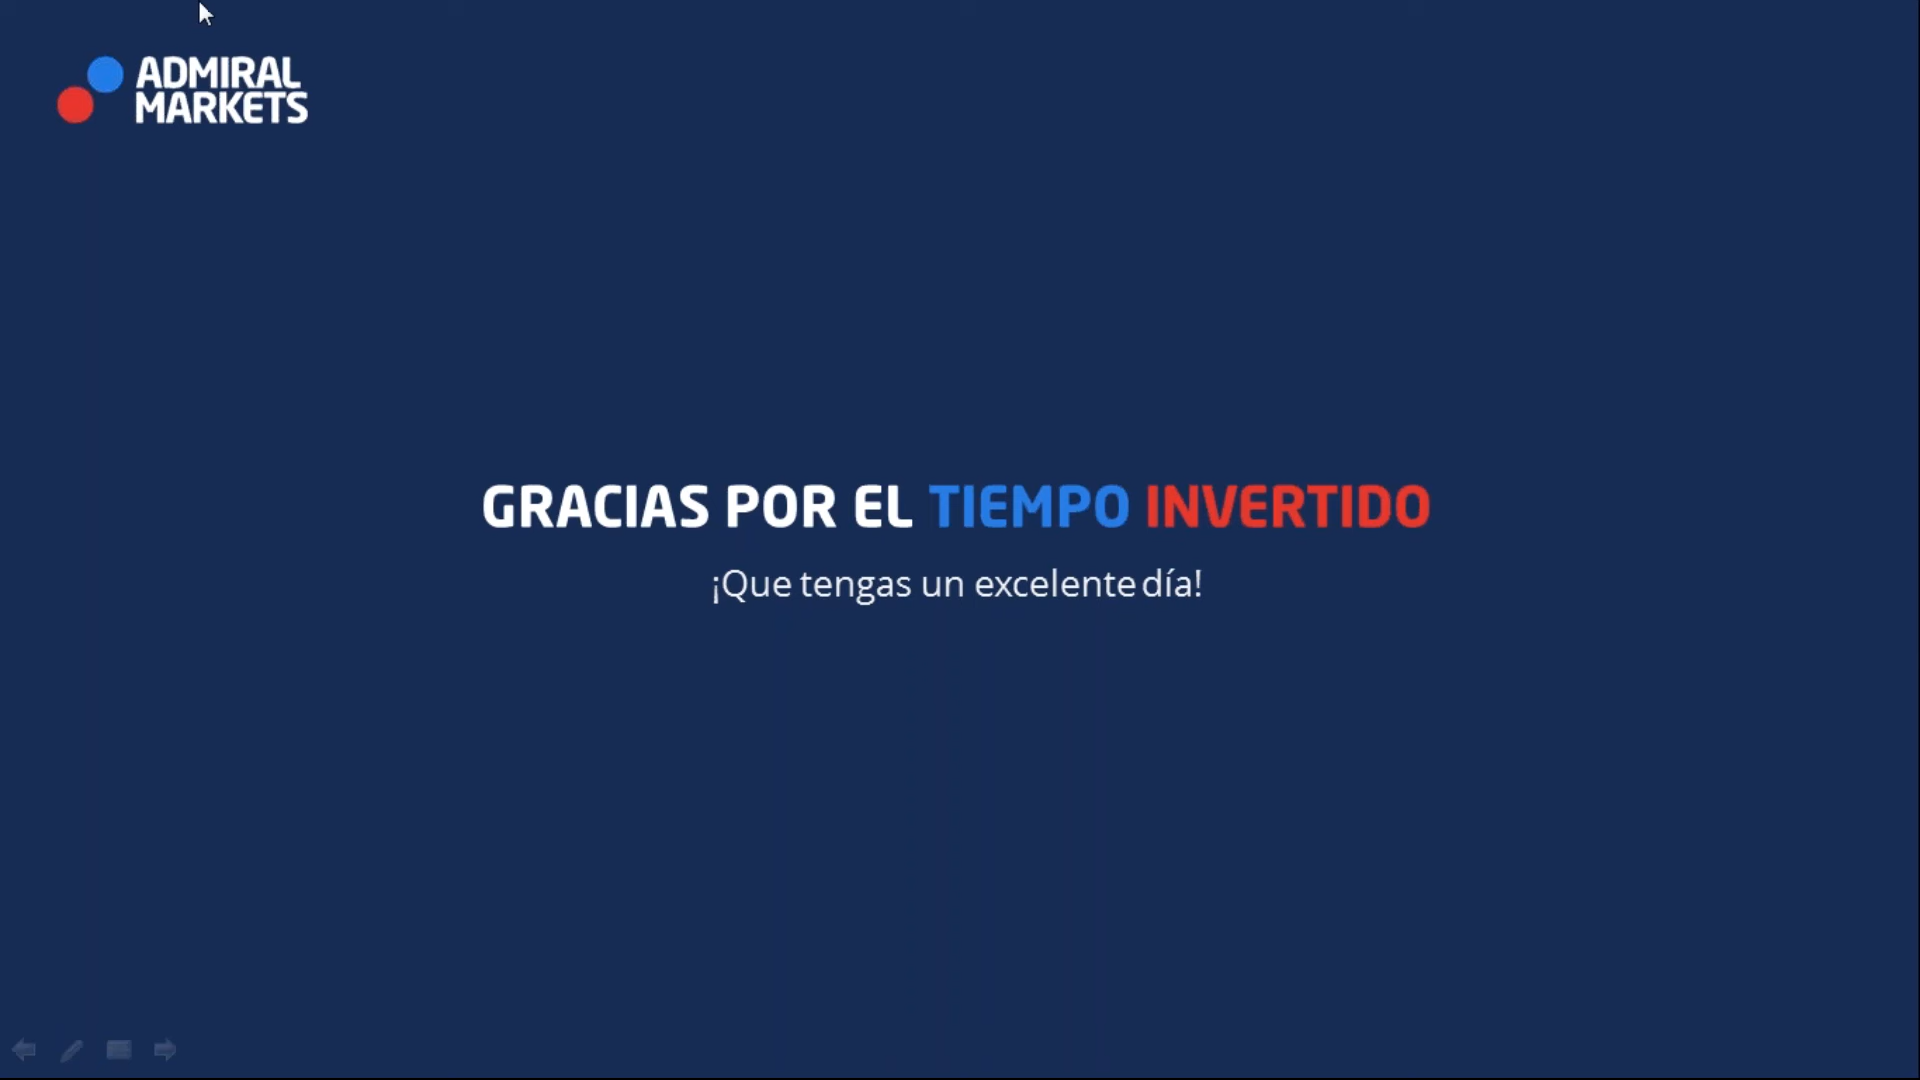 ADMIRAL
MARKETS
GRACIAS POR EL TIEMPO INVERTIDO
¡Que tengas un excelente día!